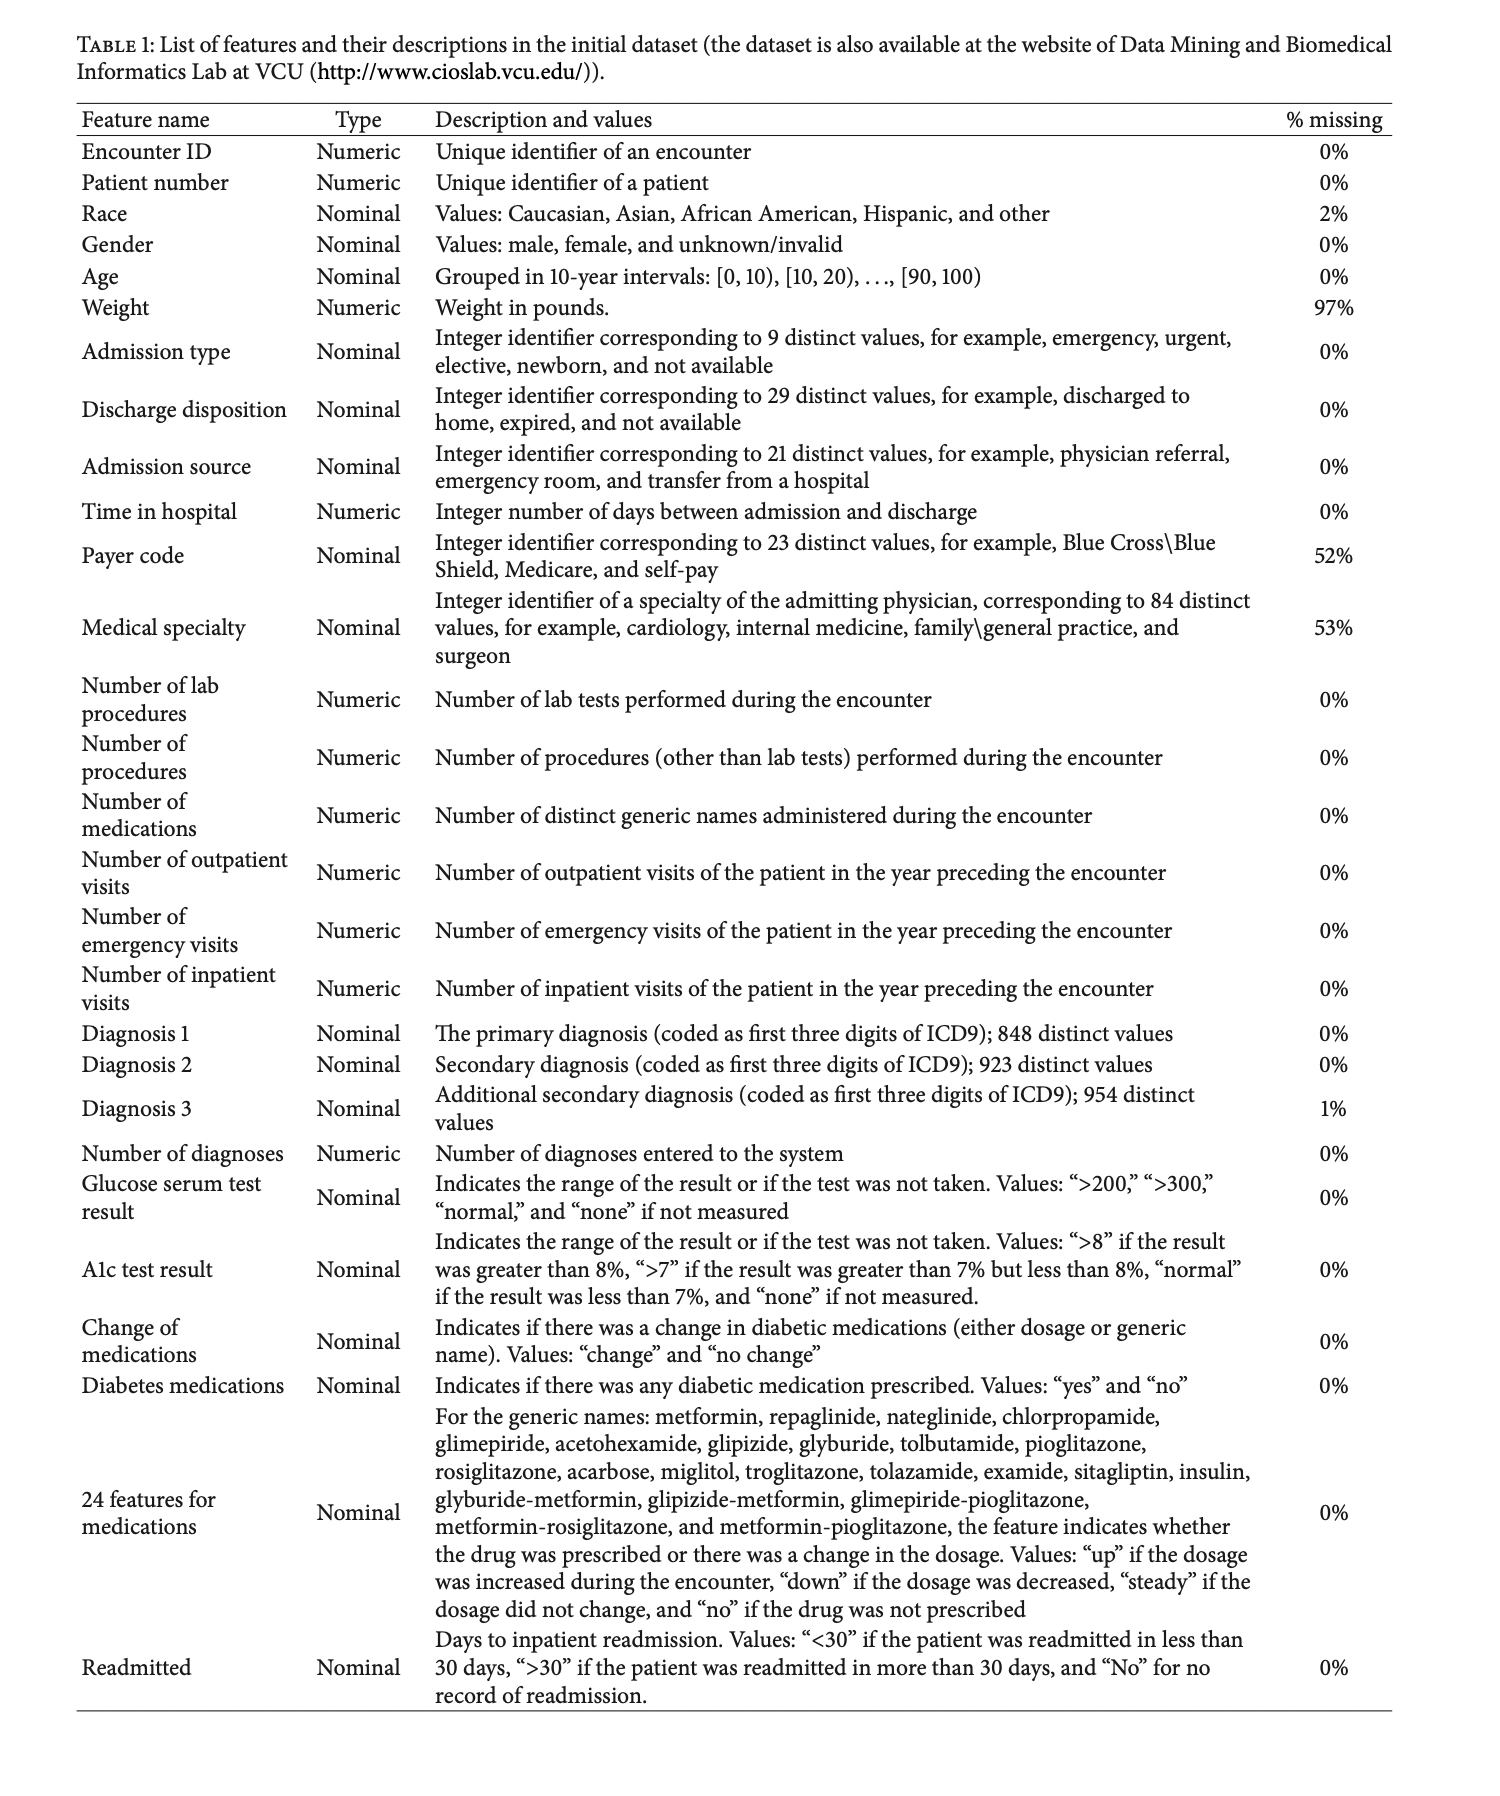 TABLE 1: List of features and their descriptions in the initial dataset (the dataset is also available at the website of Data Mining and Biomedical
Informatics Lab at VCU (http://www.cioslab.vcu.edu/)).
Feature name Type Description and values % missing
Encounter ID Numeric Unique identifier of an encounter 0%
Patient number Numeric Unique identifier of a patient 0%
Race Nominal Values: Caucasian, Asian, African American, Hispanic, and other 2%
Gender Nominal Values: male, female, and unknown/invalid 0%
Age Nominal Grouped in 10-year intervals: [0, 10), [10, 20), . . ., [90, 100) 0%
Weight Numeric Weight in pounds. 97%
Admission type Nominal Integer identifier corresponding to 9 distinct values, for example, emergency, urgent,
elective, newborn, and not available 0%
Discharge disposition Nominal Integer identifier corresponding to 29 distinct values, for example, discharged to
home, expired, and not available 0%
Admission source Nominal Integer identifier corresponding to 21 distinct values, for example, physician referral,
emergency room, and transfer from a hospital 0%
Time in hospital Numeric Integer number of days between admission and discharge 0%
Payer code Nominal Integer identifier corresponding to 23 distinct values, for example, Blue Cross\Blue
Shield, Medicare, and self-pay 52%
Medical specialty Nominal Integer identifier of a specialty of the admitting physician, corresponding to 84 distinct
values, for example, cardiology, internal medicine, family\general practice, and
surgeon 53%
Number of lab
procedures Numeric Number of lab tests performed during the encounter 0%
Number of
procedures Numeric Number of procedures (other than lab tests) performed during the encounter 0%
Number of
medications Numeric Number of distinct generic names administered during the encounter 0%
Number of outpatient
visits Numeric Number of outpatient visits of the patient in the year preceding the encounter 0%
Number of
emergency visits Numeric Number of emergency visits of the patient in the year preceding the encounter 0%
Number of inpatient
visits Numeric Number of inpatient visits of the patient in the year preceding the encounter 0%
Diagnosis 1 Nominal The primary diagnosis (coded as first three digits of ICD9); 848 distinct values 0%
Diagnosis 2 Nominal Secondary diagnosis (coded as first three digits of ICD9); 923 distinct values 0%
Diagnosis 3 Nominal Additional secondary diagnosis (coded as first three digits of ICD9); 954 distinct
values 1%
Number of diagnoses Numeric Number of diagnoses entered to the system 0%
Glucose serum test
result Nominal Indicates the range of the result or if the test was not taken. Values: “>200,” “>300,”
“normal,” and “none” if not measured 0%
A1c test result Nominal Indicates the range of the result or if the test was not taken. Values: “>8” if the result
was greater than 8%, “>7” if the result was greater than 7% but less than 8%, “normal”
if the result was less than 7%, and “none” if not measured. 0%
Change of
medications Nominal Indicates if there was a change in diabetic medications (either dosage or generic
name). Values: “change” and “no change” 0%
Diabetes medications Nominal Indicates if there was any diabetic medication prescribed. Values: “yes” and “no” 0%
24 features for
medications Nominal For the generic names: metformin, repaglinide, nateglinide, chlorpropamide,
glimepiride, acetohexamide, glipizide, glyburide, tolbutamide, pioglitazone,
rosiglitazone, acarbose, miglitol, troglitazone, tolazamide, examide, sitagliptin, insulin,
glyburide-metformin, glipizide-metformin, glimepiride-pioglitazone,
metformin-rosiglitazone, and metformin-pioglitazone, the feature indicates whether
the drug was prescribed or there was a change in the dosage. Values: “up” if the dosage
was increased during the encounter, “down” if the dosage was decreased, “steady” if the
dosage did not change, and “no” if the drug was not prescribed 0%
Readmitted Nominal Days to inpatient readmission. Values: “<30” if the patient was readmitted in less than
30 days, “>30” if the patient was readmitted in more than 30 days, and “No” for no
record of readmission. 0%